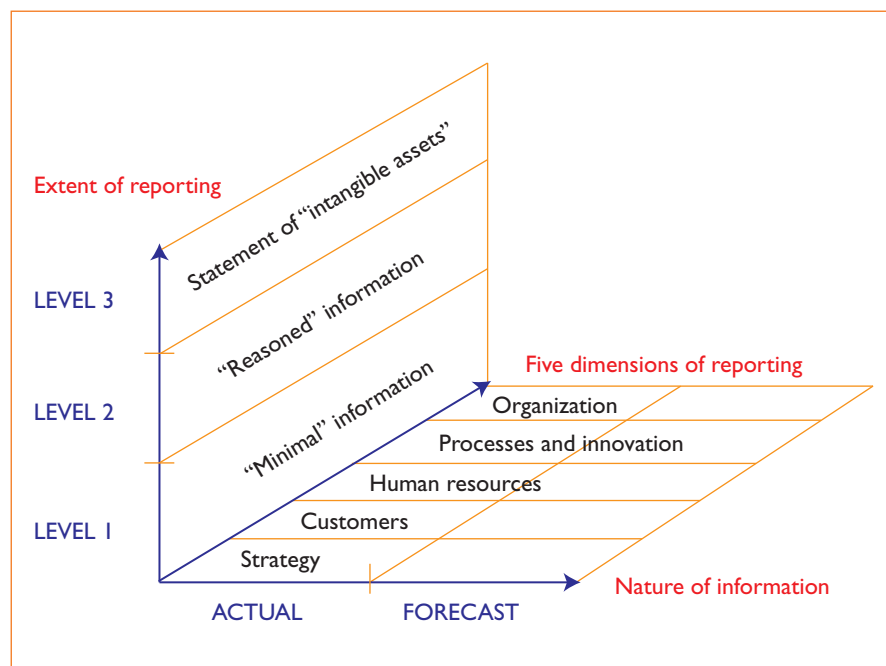 Extent of reporting
Statement of “intangible assets”
LEVEL 3
“Reasoned” information
LEVEL 2
“Minimal” information
LEVEL 1
Five dimensions of reporting
Organization
Processes and innovation
Human resources
Customers
Strategy
Nature of information
ACTUAL
FORECAST